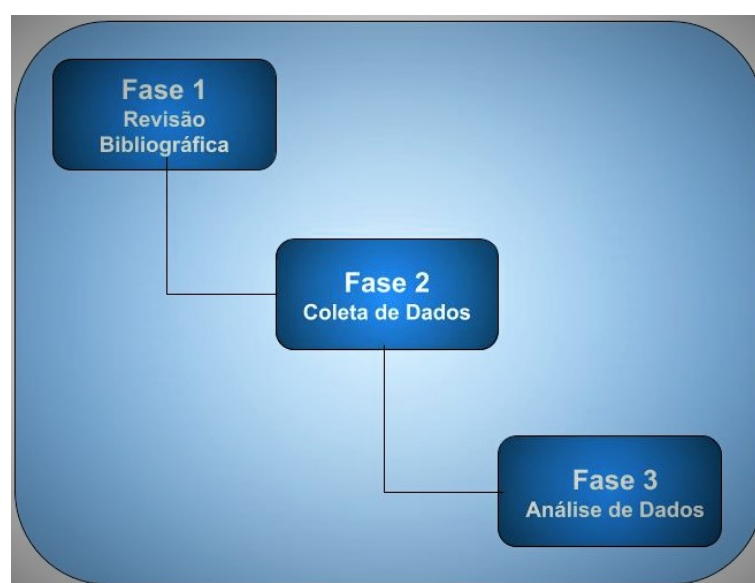 Fase 1
Revisão
Bibliográfica
Fase 2
Coleta de Dados
Fase 3
Análise de Dados